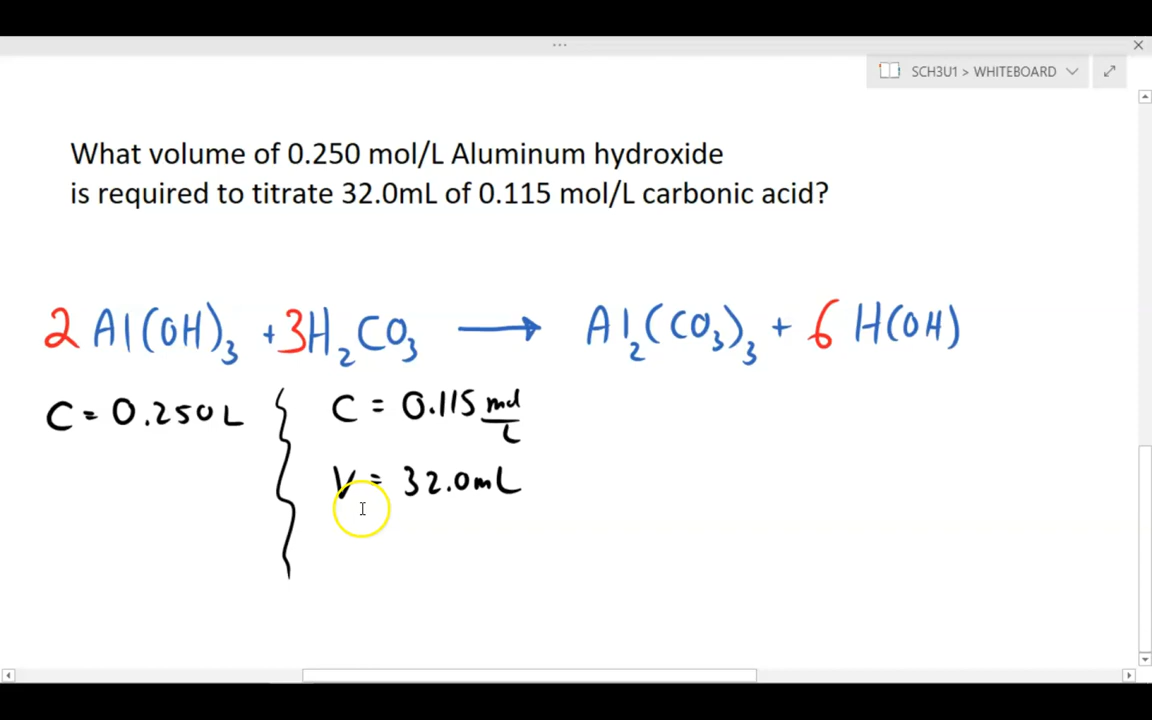 SCH3U1 > WHITEBOARD
What volume of 0.250 mol/L Aluminum hydroxide
is required to titrate 32.0mL of 0.115 mol/L carbonic acid?
2 Al(OH)₃ + 3H₂CO₃ → Al₂(CO₃)₃ + 6 H(OH)
C = 0.250L C = 0.115 mol/L
V = 32.0mL